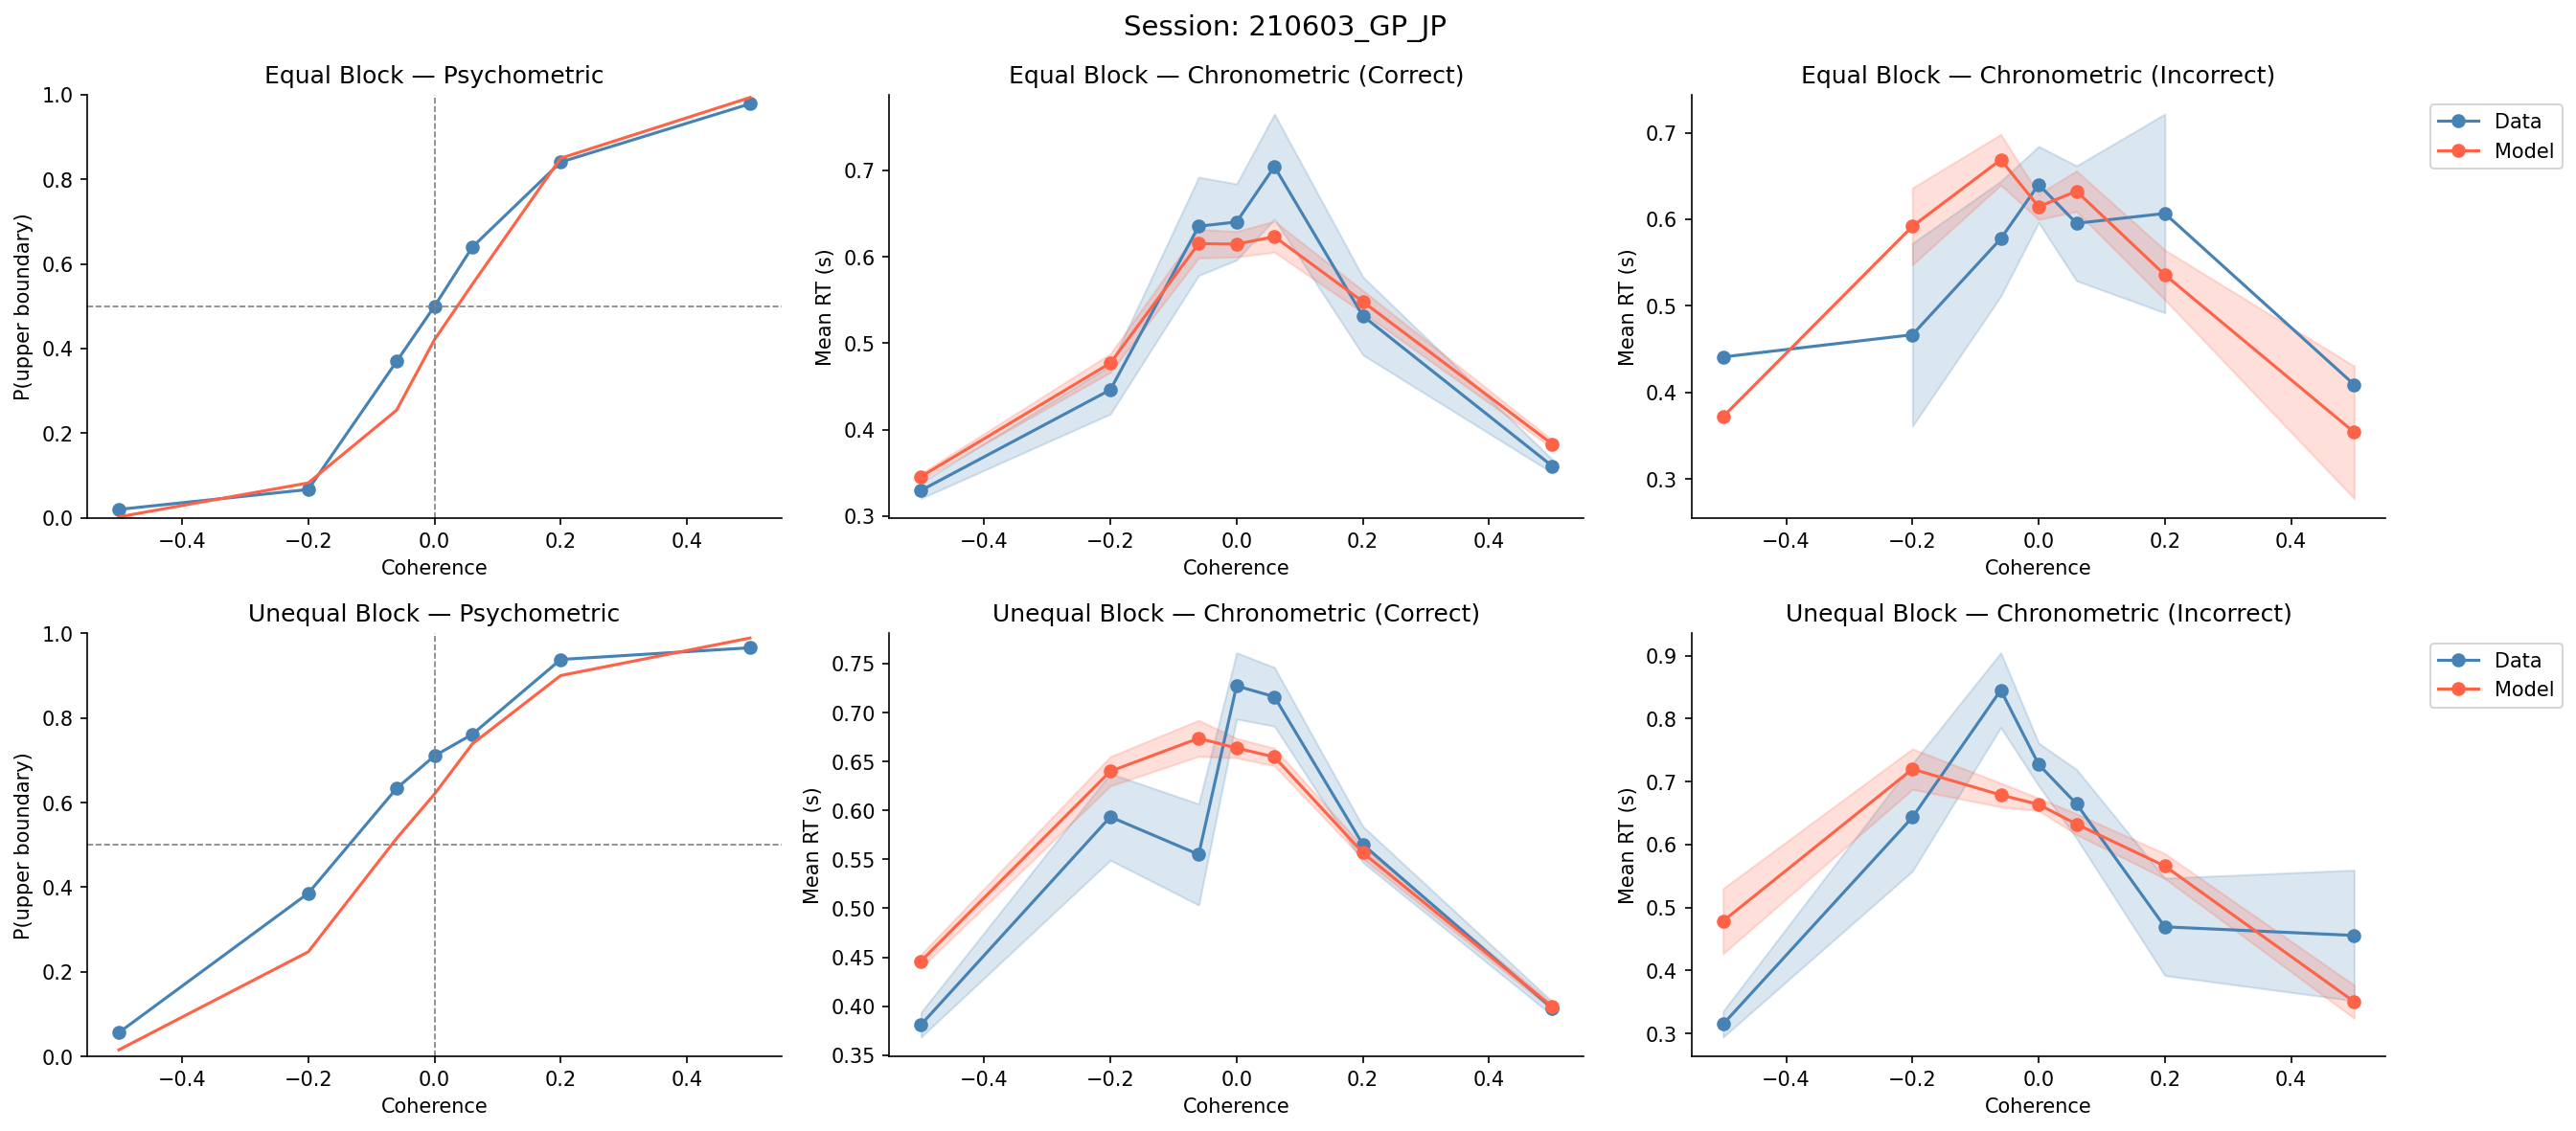 Session: 210603_GP_JP
Equal Block — Psychometric
1.0
0.8
0.6
0.4
0.2
0.0
P(upper boundary)
−0.4 −0.2 0.0 0.2 0.4
Coherence
Equal Block — Chronometric (Correct)
0.7
0.6
0.5
0.4
0.3
Mean RT (s)
−0.4 −0.2 0.0 0.2 0.4
Coherence
Equal Block — Chronometric (Incorrect)
0.7
0.6
0.5
0.4
0.3
Mean RT (s)
−0.4 −0.2 0.0 0.2 0.4
Coherence
Data
Model
Unequal Block — Psychometric
1.0
0.8
0.6
0.4
0.2
0.0
P(upper boundary)
−0.4 −0.2 0.0 0.2 0.4
Coherence
Unequal Block — Chronometric (Correct)
0.75
0.70
0.65
0.60
0.55
0.50
0.45
0.40
0.35
Mean RT (s)
−0.4 −0.2 0.0 0.2 0.4
Coherence
Unequal Block — Chronometric (Incorrect)
0.9
0.8
0.7
0.6
0.5
0.4
0.3
Mean RT (s)
−0.4 −0.2 0.0 0.2 0.4
Coherence
Data
Model